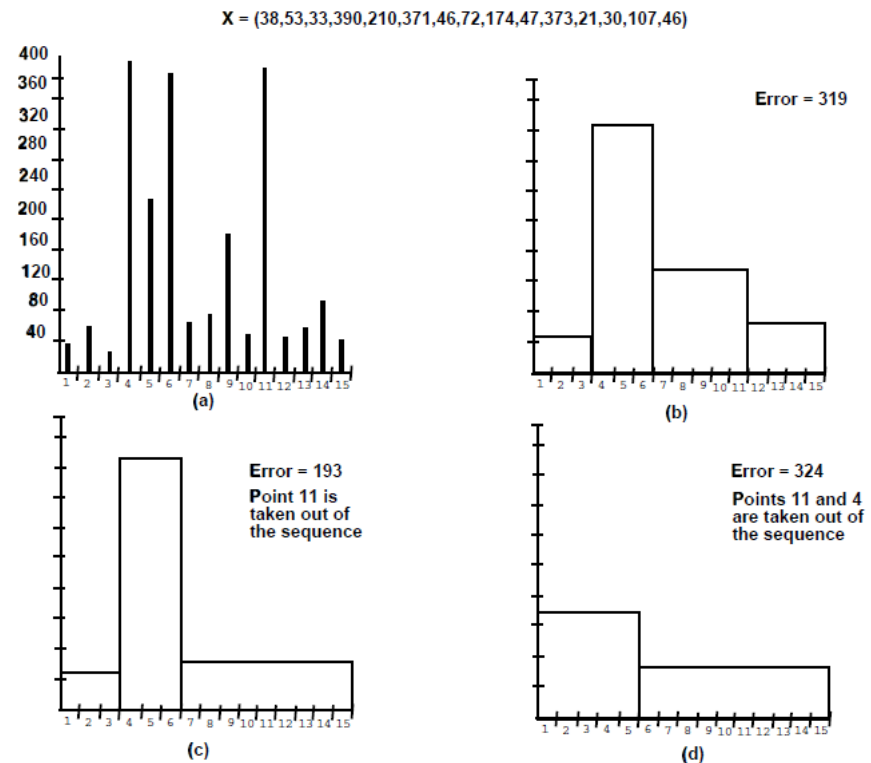 X = (38,53,33,390,210,371,46,72,174,47,373,21,30,107,46)
400
360
320
280
240
200
160
120
80
40
1 2 3 4 5 6 7 8 9 10 11 12 13 14 15
(a)
Error = 319
1 2 3 4 5 6 7 8 9 10 11 12 13 14 15
(b)
Error = 193
Point 11 is
taken out of
the sequence
1 2 3 4 5 6 7 8 9 10 11 12 13 14 15
(c)
Error = 324
Points 11 and 4
are taken out of
the sequence
1 2 3 4 5 6 7 8 9 10 11 12 13 14 15
(d)